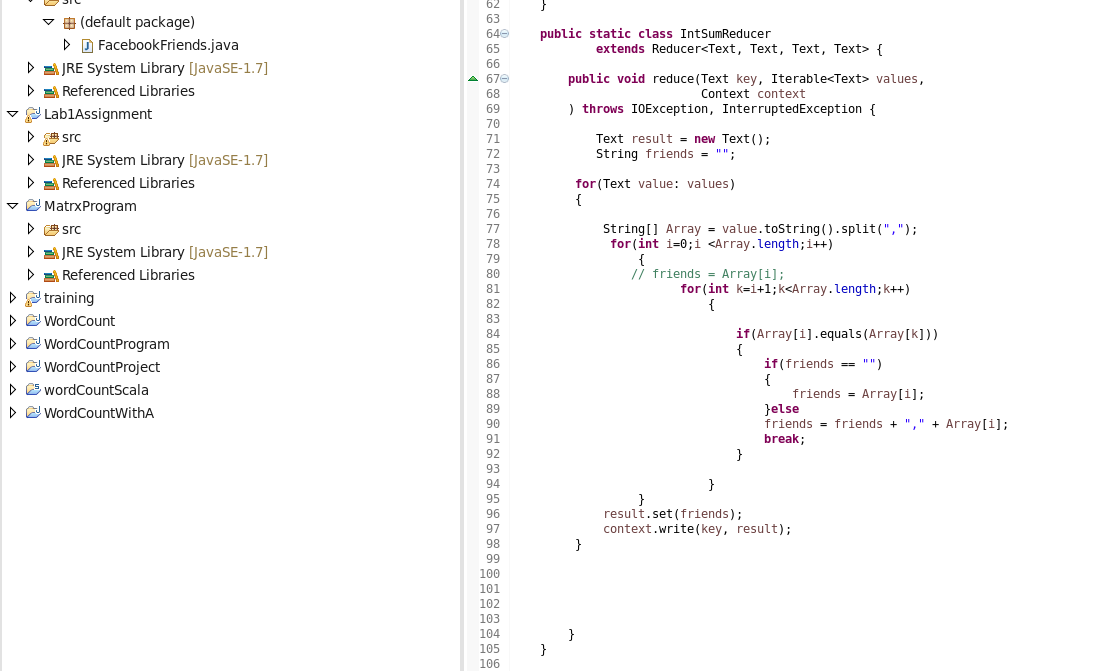 src
(default package)
FacebookFriends.java
JRE System Library [JavaSE-1.7]
Referenced Libraries
Lab1Assignment
src
JRE System Library [JavaSE-1.7]
Referenced Libraries
MatrxProgram
src
JRE System Library [JavaSE-1.7]
Referenced Libraries
training
WordCount
WordCountProgram
WordCountProject
wordCountScala
WordCountWithA
62 }
63
64 public static class IntSumReducer
65 extends Reducer<Text, Text, Text, Text> {
66
67 public void reduce(Text key, Iterable<Text> values,
68 Context context
69 ) throws IOException, InterruptedException {
70
71 Text result = new Text();
72 String friends = "";
73
74 for(Text value: values)
75 {
76
77 String[] Array = value.toString().split(",");
78 for(int i=0;i <Array.length;i++)
79 {
80 // friends = Array[i];
81 for(int k=i+1;k<Array.length;k++)
82 {
83
84 if(Array[i].equals(Array[k]))
85 {
86 if(friends == "")
87 {
88 friends = Array[i];
89 }else
90 friends = friends + "," + Array[i];
91 break;
92 }
93
94 }
95 }
96 result.set(friends);
97 context.write(key, result);
98 }
99
100
101
102
103
104 }
105 }
106